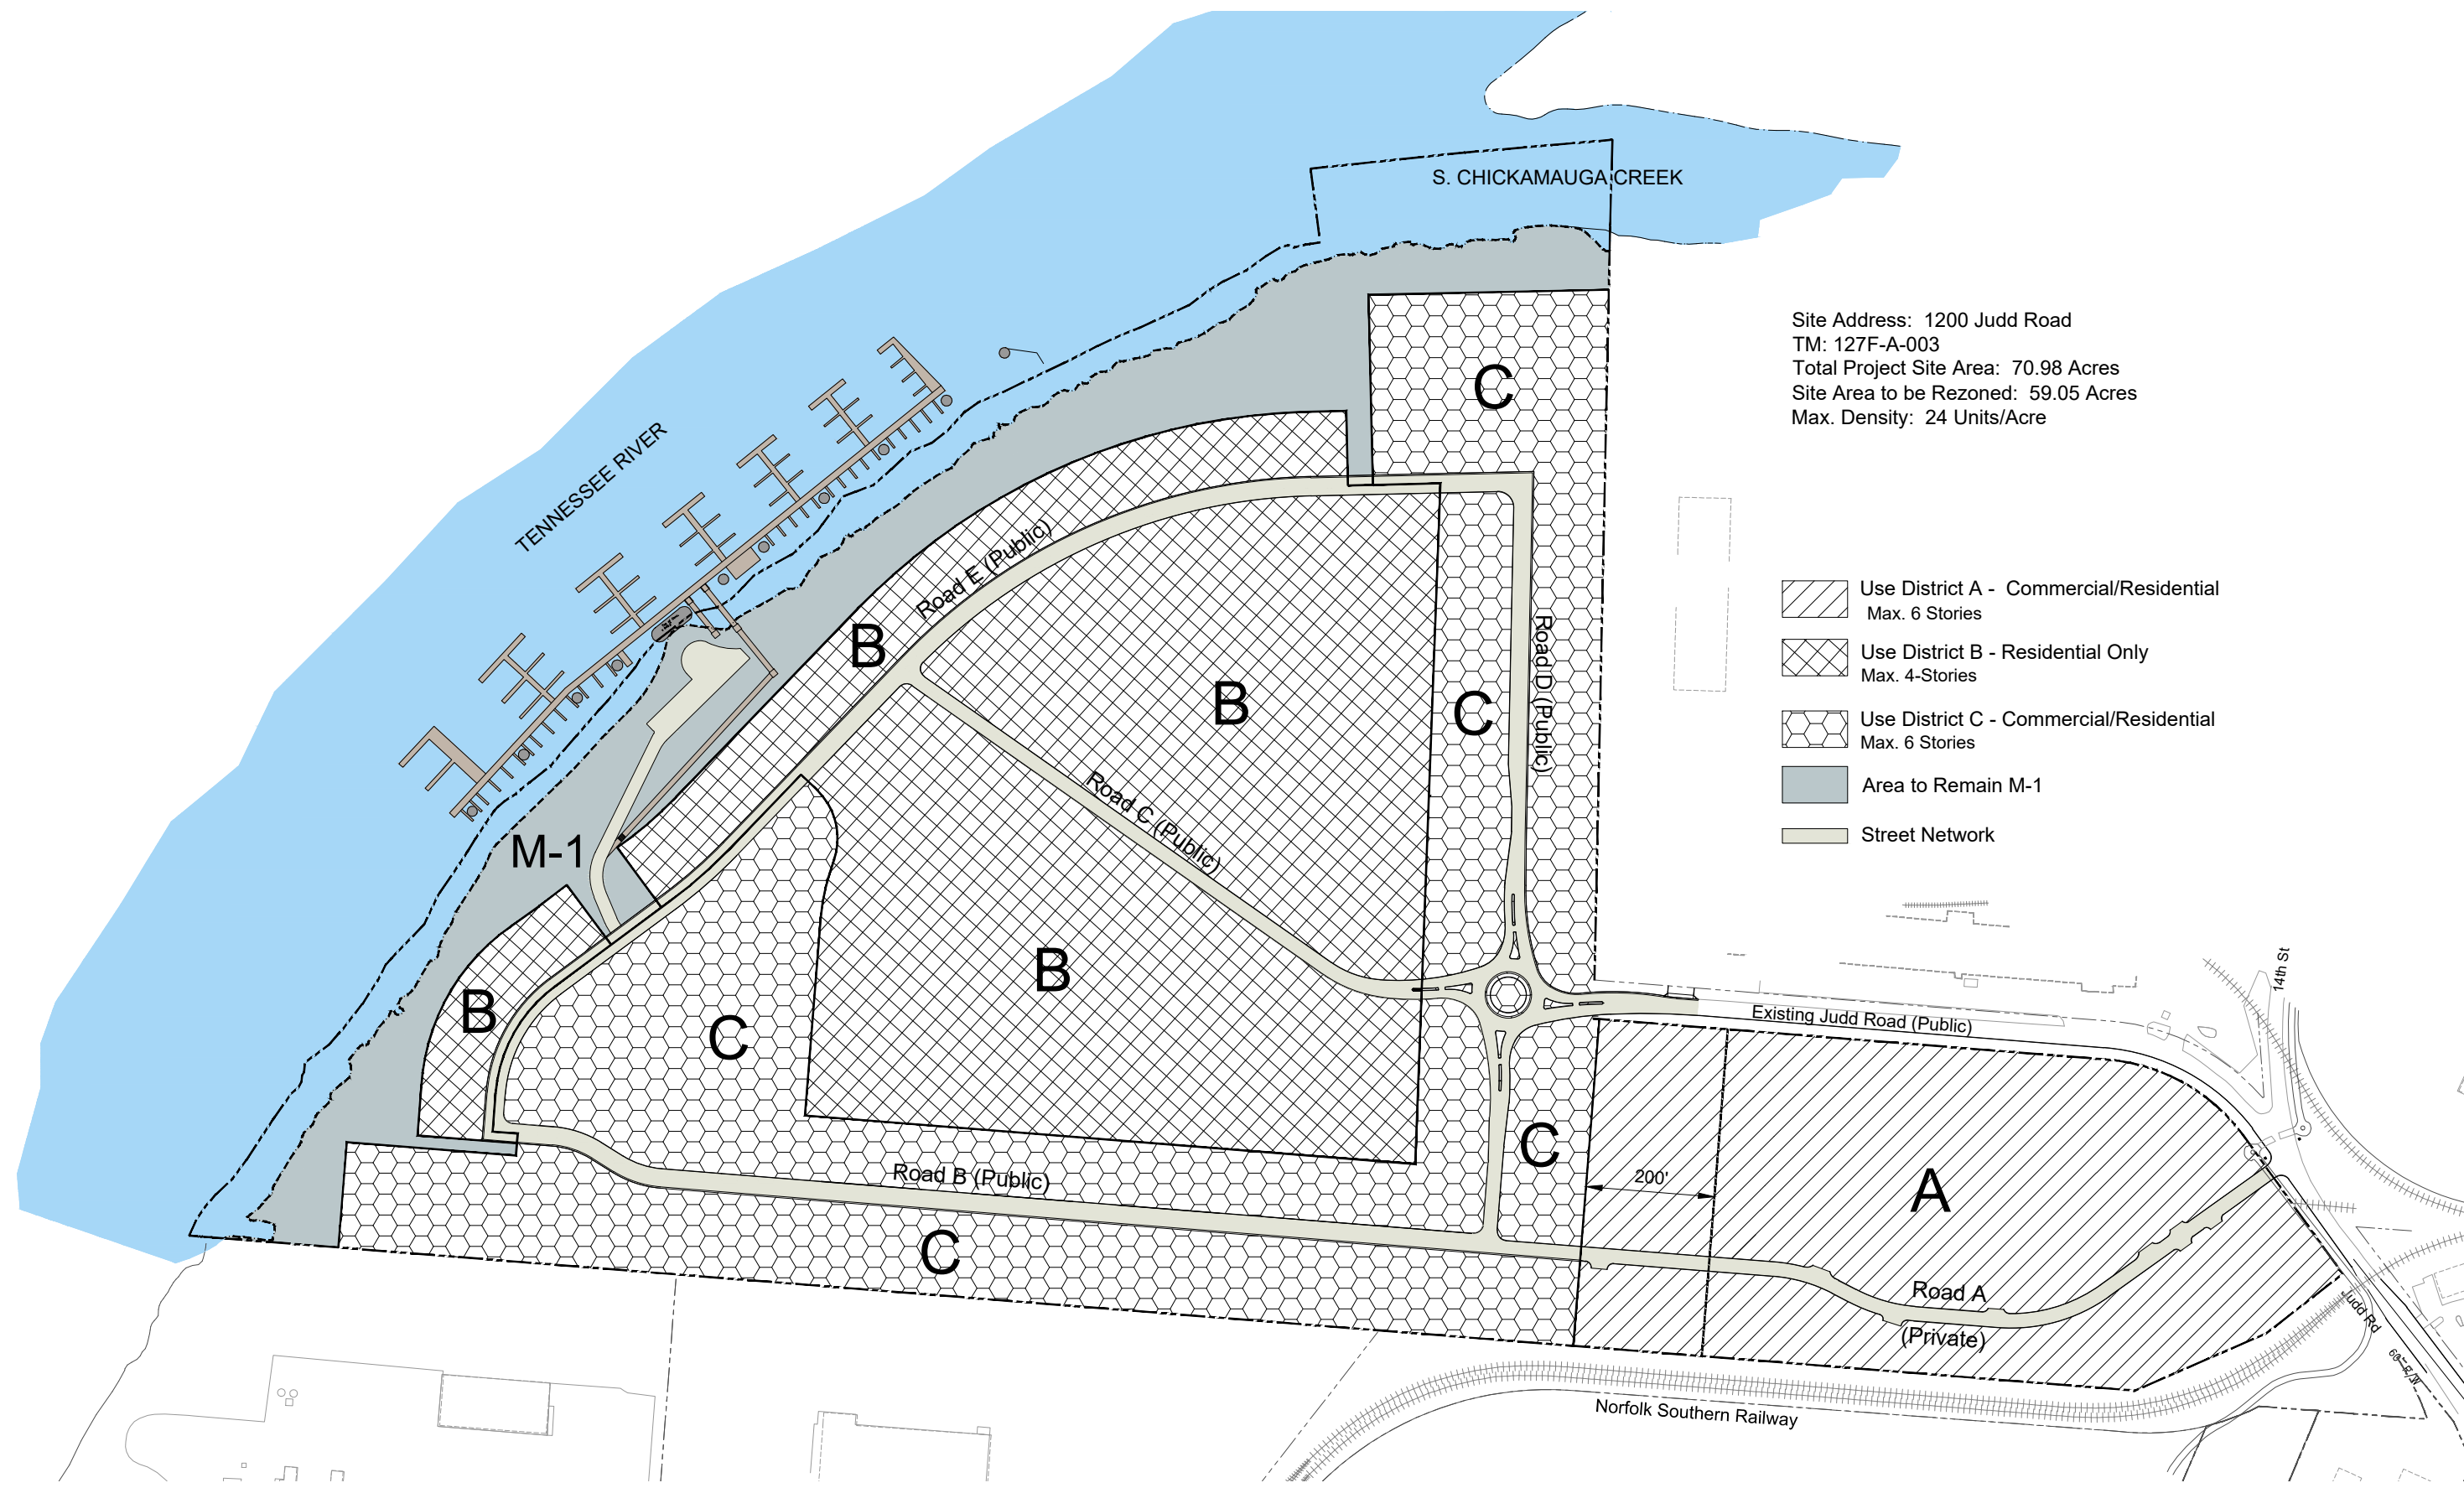 S. CHICKAMAUGA CREEK
Site Address:  1200 Judd Road
TM: 127F-A-003
Total Project Site Area:  70.98 Acres
Site Area to be Rezoned:  59.05 Acres
Max. Density:  24 Units/Acre
C
TENNESSEE RIVER
Road E (Public)
Use District A -  Commercial/Residential
Max. 6 Stories
Use District B - Residential Only
Max. 4-Stories
Use District C - Commercial/Residential
Max. 6 Stories
Area to Remain M-1
Street Network
B
B
C
Road D (Public)
Road C (Public)
M-1
B
B
C
14th St
Existing Judd Road (Public)
C
200'
A
Road B (Public)
C
Road A
(Private)
Judd Rd
60' R/W
Norfolk Southern Railway